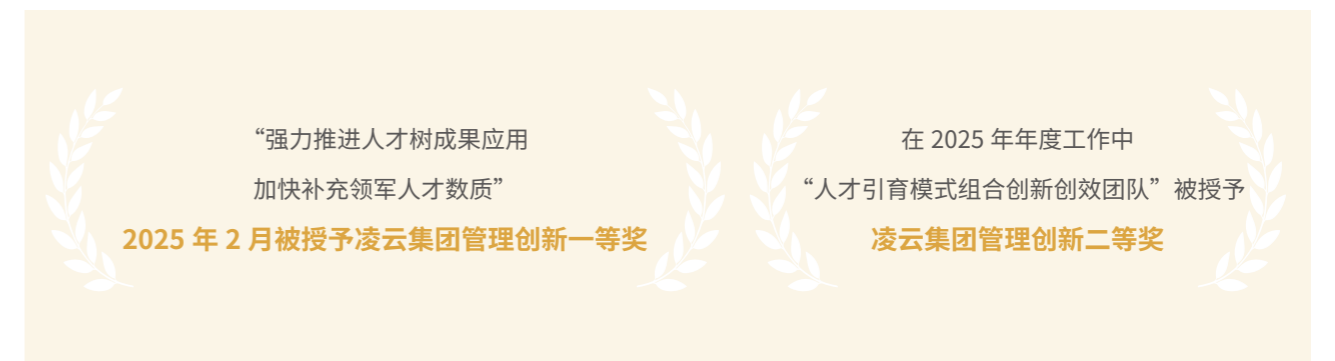 “强力推进人才树成果应用
加快补充领军人才数质”
2025 年 2 月被授予凌云集团管理创新一等奖
在 2025 年年度工作中
“人才引育模式组合创新创效团队”被授予
凌云集团管理创新二等奖